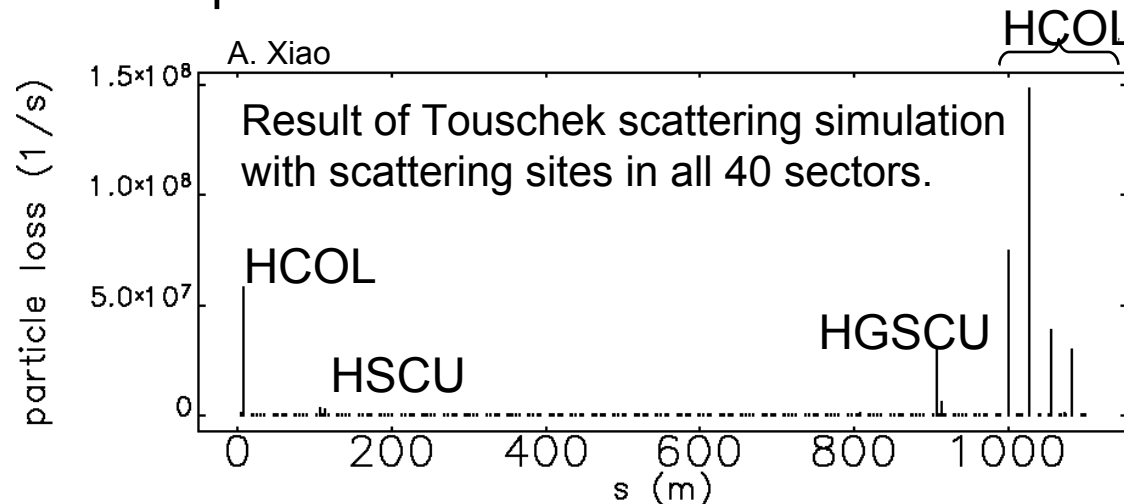 HCOL
A. Xiao
particle loss (1/s)
1.5×10⁸
Result of Touschek scattering simulation
with scattering sites in all 40 sectors.
1.0×10⁸
HCOL
5.0×10⁷
HGSCU
HSCU
0
0 200 400 600 800 1000
s (m)